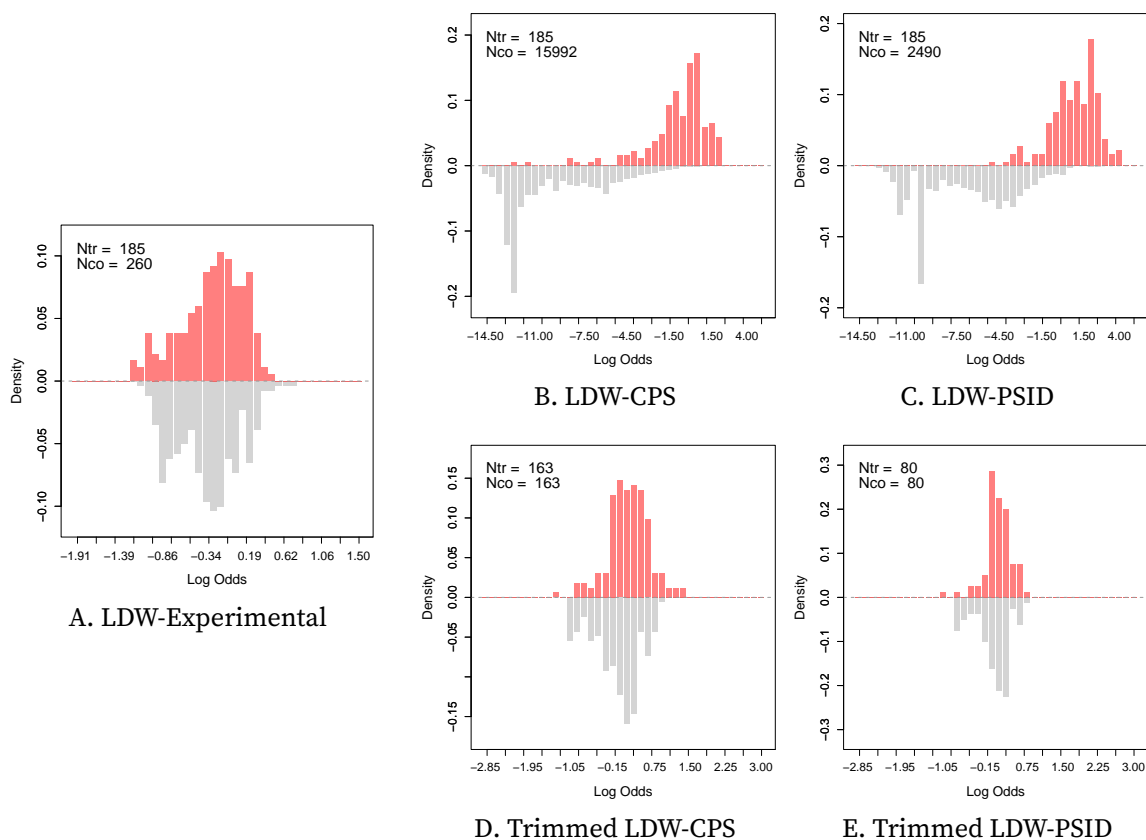 Ntr = 185
Nco = 260
0.10
0.05
0.00
−0.05
−0.10
Density
−1.91 −1.39 −0.86 −0.34 0.19 0.62 1.06 1.50
Log Odds
A. LDW-Experimental
Ntr = 185
Nco = 15992
0.2
0.1
0.0
−0.1
−0.2
Density
−14.50 −11.00 −7.50 −4.50 −1.50 1.50 4.00
Log Odds
B. LDW-CPS
Ntr = 185
Nco = 2490
0.2
0.1
0.0
−0.1
−0.2
Density
−14.50 −11.00 −7.50 −4.50 −1.50 1.50 4.00
Log Odds
C. LDW-PSID
Ntr = 163
Nco = 163
0.15
0.10
0.05
0.00
−0.05
−0.15
Density
−2.85 −1.95 −1.05 −0.15 0.75 1.50 2.25 3.00
Log Odds
D. Trimmed LDW-CPS
Ntr = 80
Nco = 80
0.3
0.2
0.1
0.0
−0.1
−0.2
−0.3
Density
−2.85 −1.95 −1.05 −0.15 0.75 1.50 2.25 3.00
Log Odds
E. Trimmed LDW-PSID